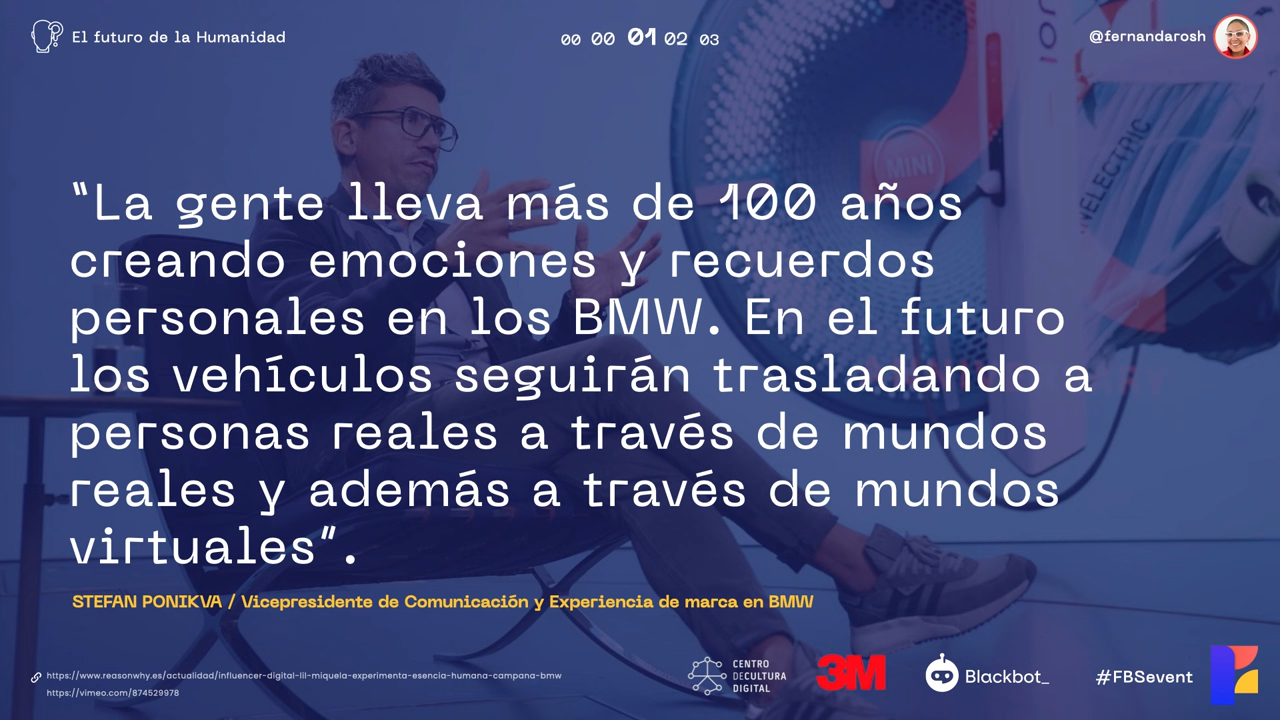 El futuro de la Humanidad
00 00 01 02 03
@fernandarosh
ion
MINI
ELECTRIC
"La gente lleva más de 100 años
creando emociones y recuerdos
personales en los BMW. En el futuro
los vehículos seguirán trasladando a
personas reales a través de mundos
reales y además a través de mundos
virtuales".
STEFAN PONIKVA / Vicepresidente de Comunicación y Experiencia de marca en BMW
https://www.reasonwhy.es/actualidad/influencer-digital-lil-miquela-experimenta-esencia-humana-campana-bmw
https://vimeo.com/874529978
CENTRO
DECULTURA
DIGITAL
3M
Blackbot_
#FBSevent